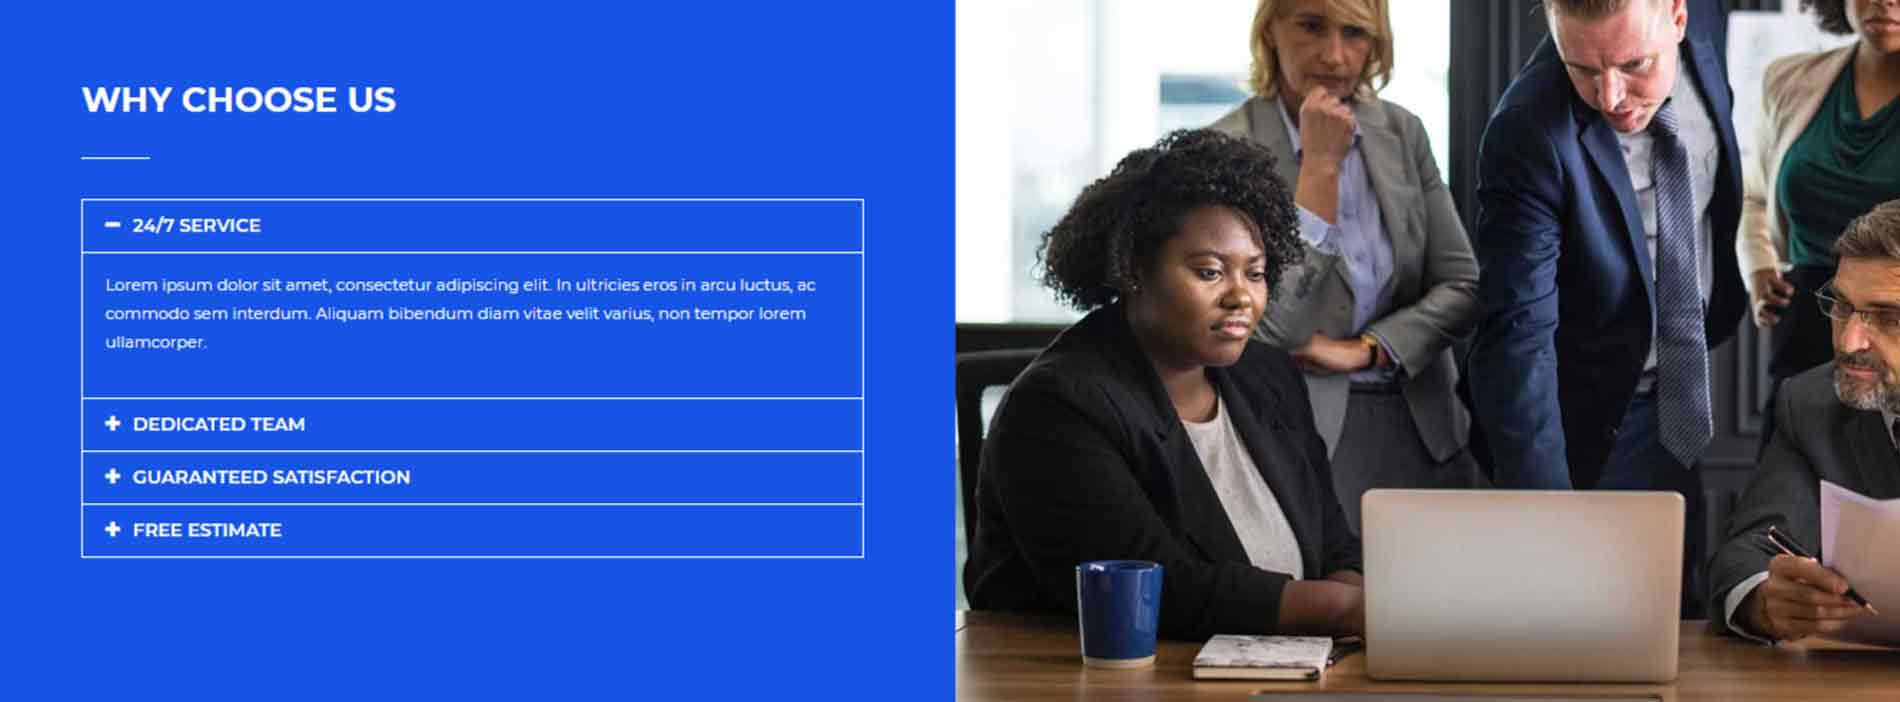 WHY CHOOSE US
24/7 SERVICE
Lorem ipsum dolor sit amet, consectetur adipiscing elit. In ultricies eros in arcu luctus, ac
commodo sem interdum. Aliquam bibendum diam vitae velit varius, non tempor lorem
ullamcorper.
DEDICATED TEAM
GUARANTEED SATISFACTION
FREE ESTIMATE